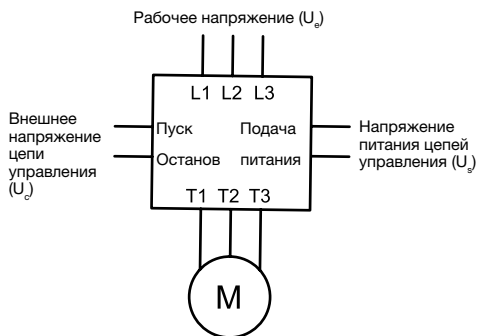 Рабочее напряжение (Uₑ)
L1 L2 L3
Внешнее
напряжение
цепи
управления
(U꜀)
Пуск
Останов
Подача
питания
Напряжение
питания цепей
управления (Uₛ)
T1 T2 T3
M